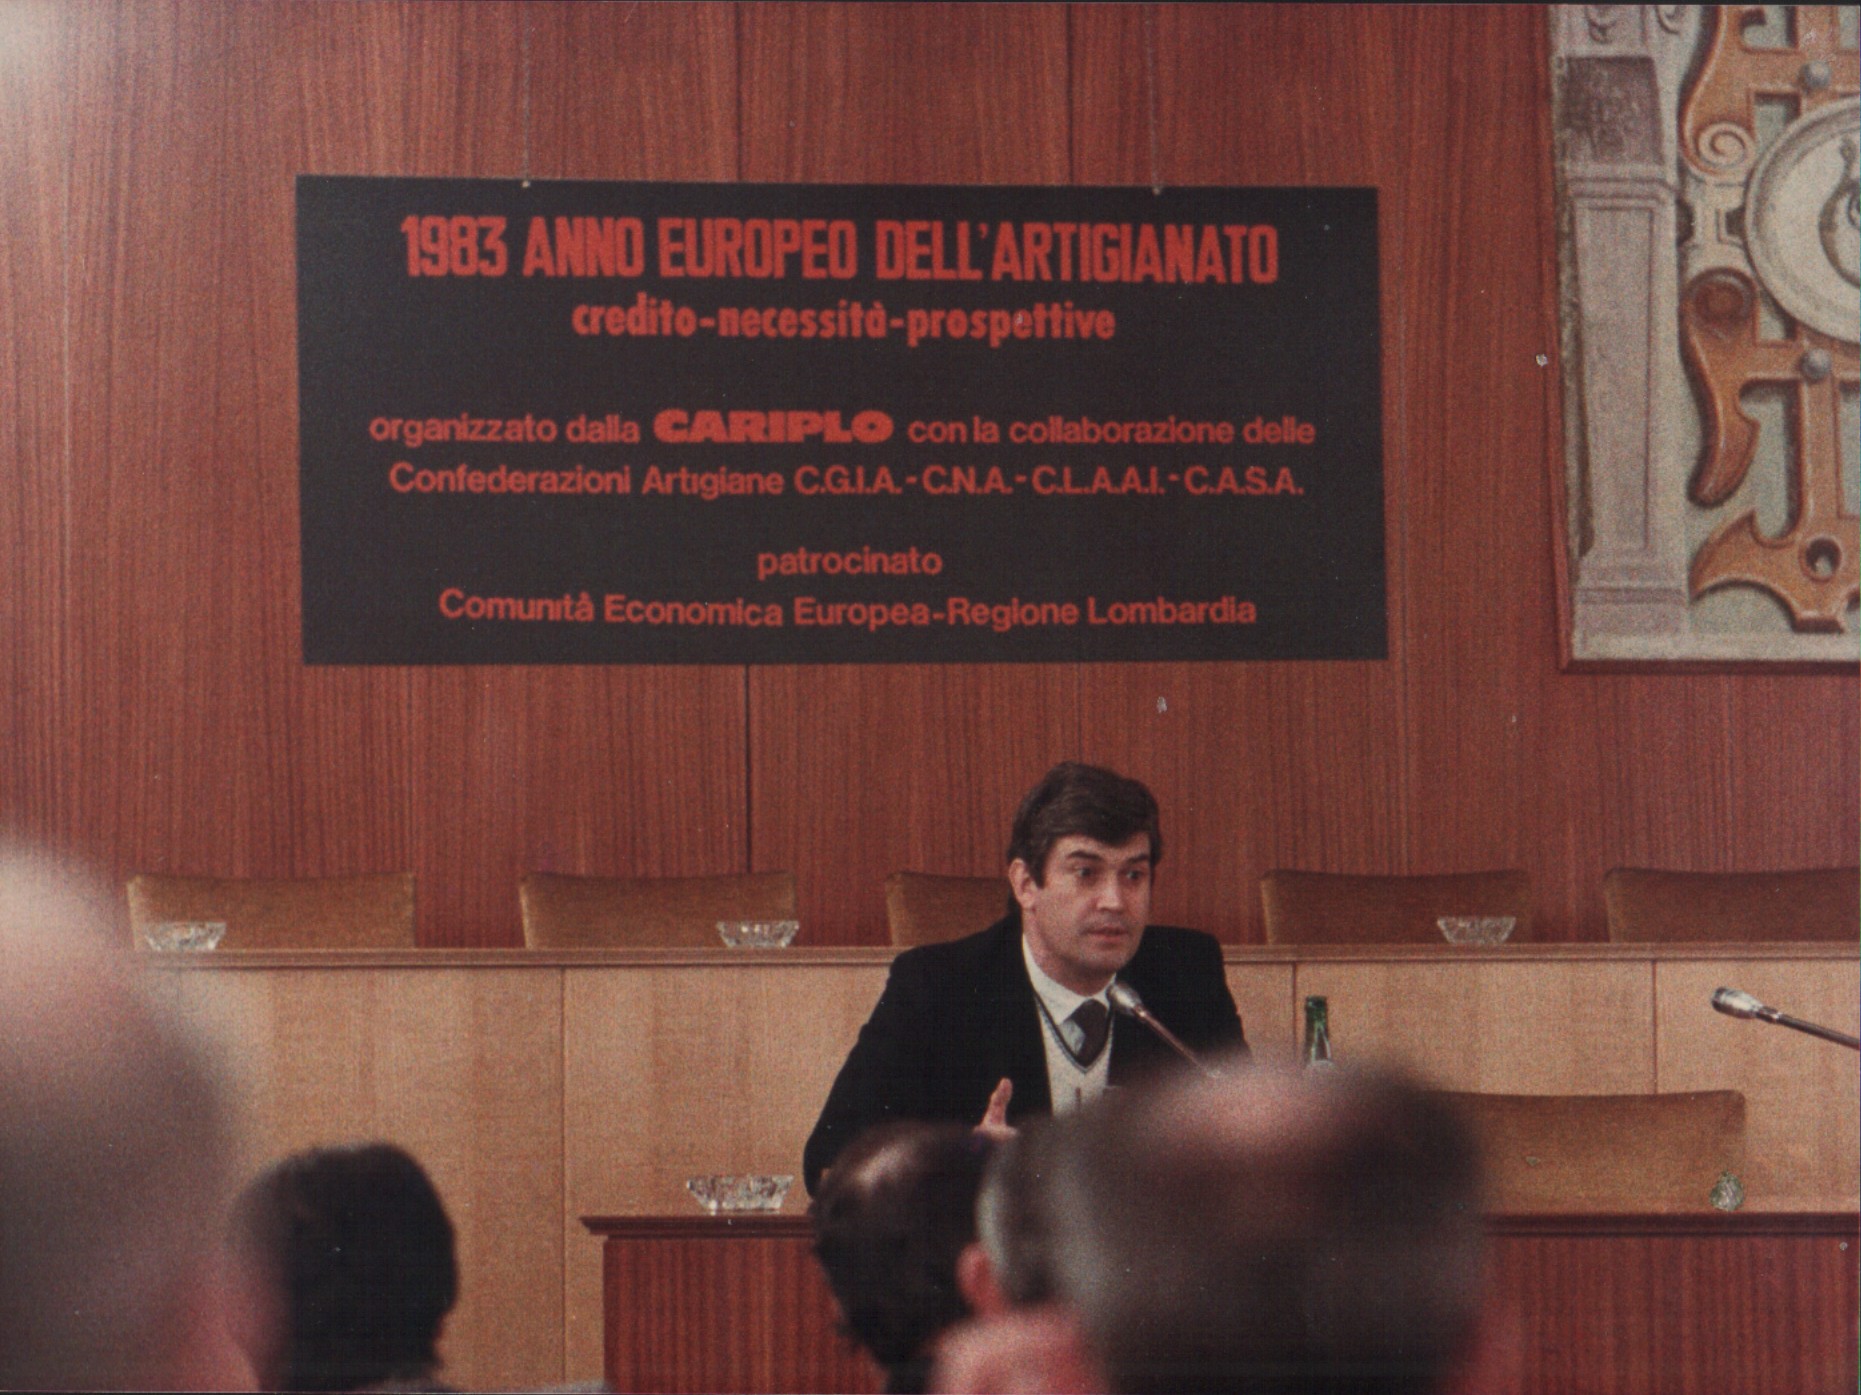 1983 ANNO EUROPEO DELL'ARTIGIANATO
credito-necessità-prospettive
organizzato dalla CARIPLO con la collaborazione delle
Confederazioni Artigiane C.G.I.A.-C.N.A.-C.L.A.A.I.-C.A.S.A.
patrocinato
Comunità Economica Europea-Regione Lombardia